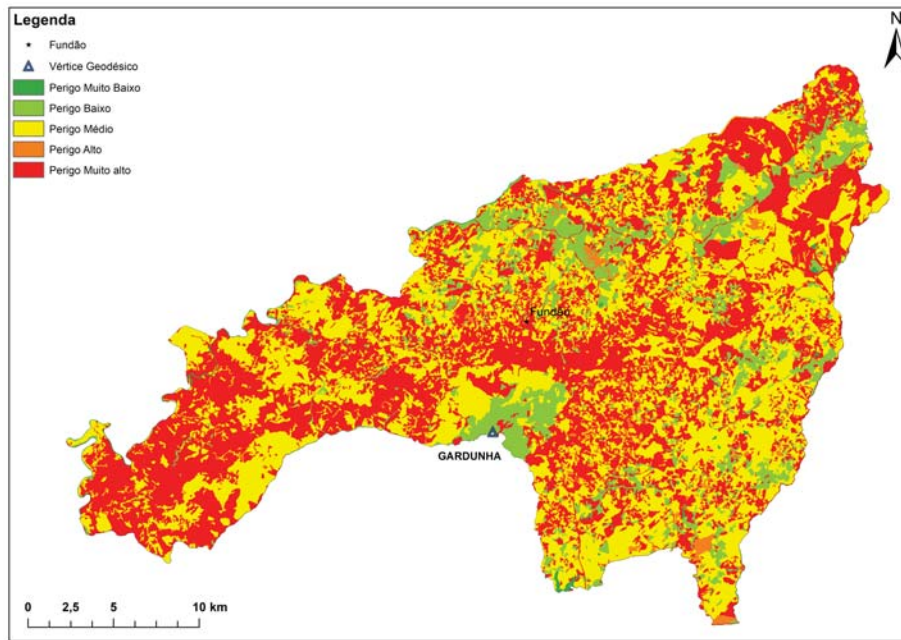 Legenda
Fundão
Vértice Geodésico
Perigo Muito Baixo
Perigo Baixo
Perigo Médio
Perigo Alto
Perigo Muito alto
N
Fundão
GARDUNHA
0 2,5 5 10 km